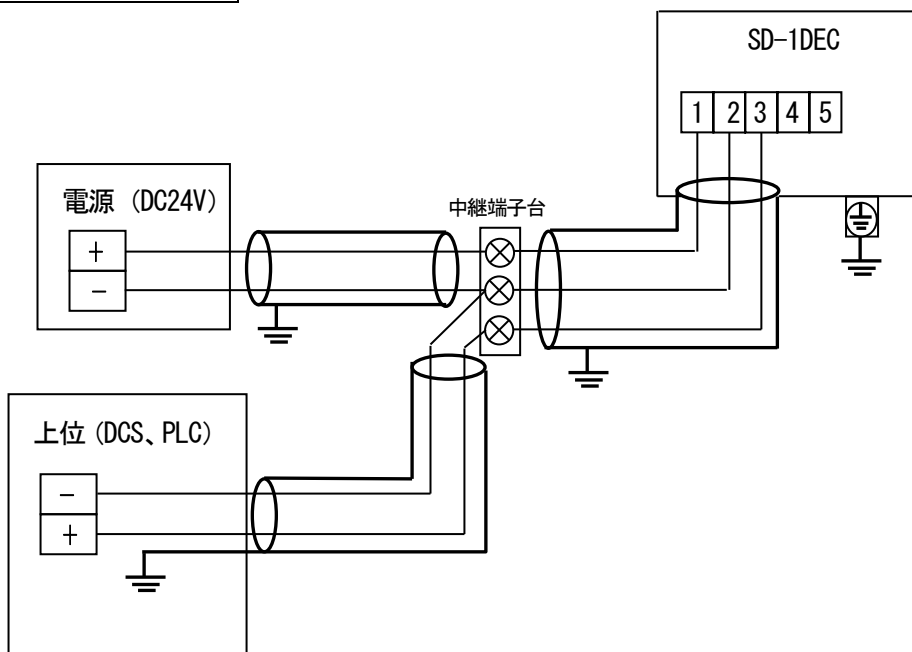 SD-1DEC
1 2 3 4 5
電源 (DC24V)
+
-
中継端子台
上位(DCS、PLC)
-
+